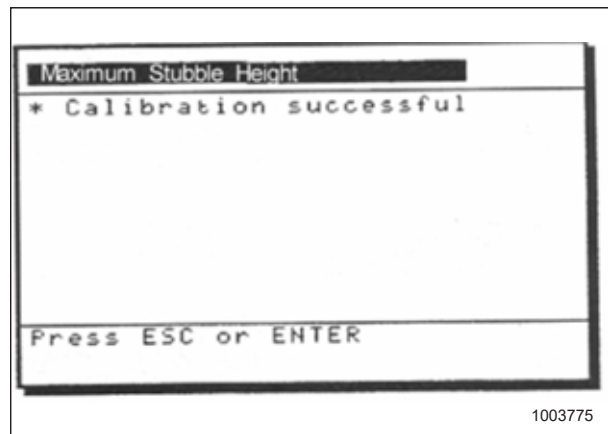 Maximum Stubble Height
* Calibration successful
Press ESC or ENTER
1003775